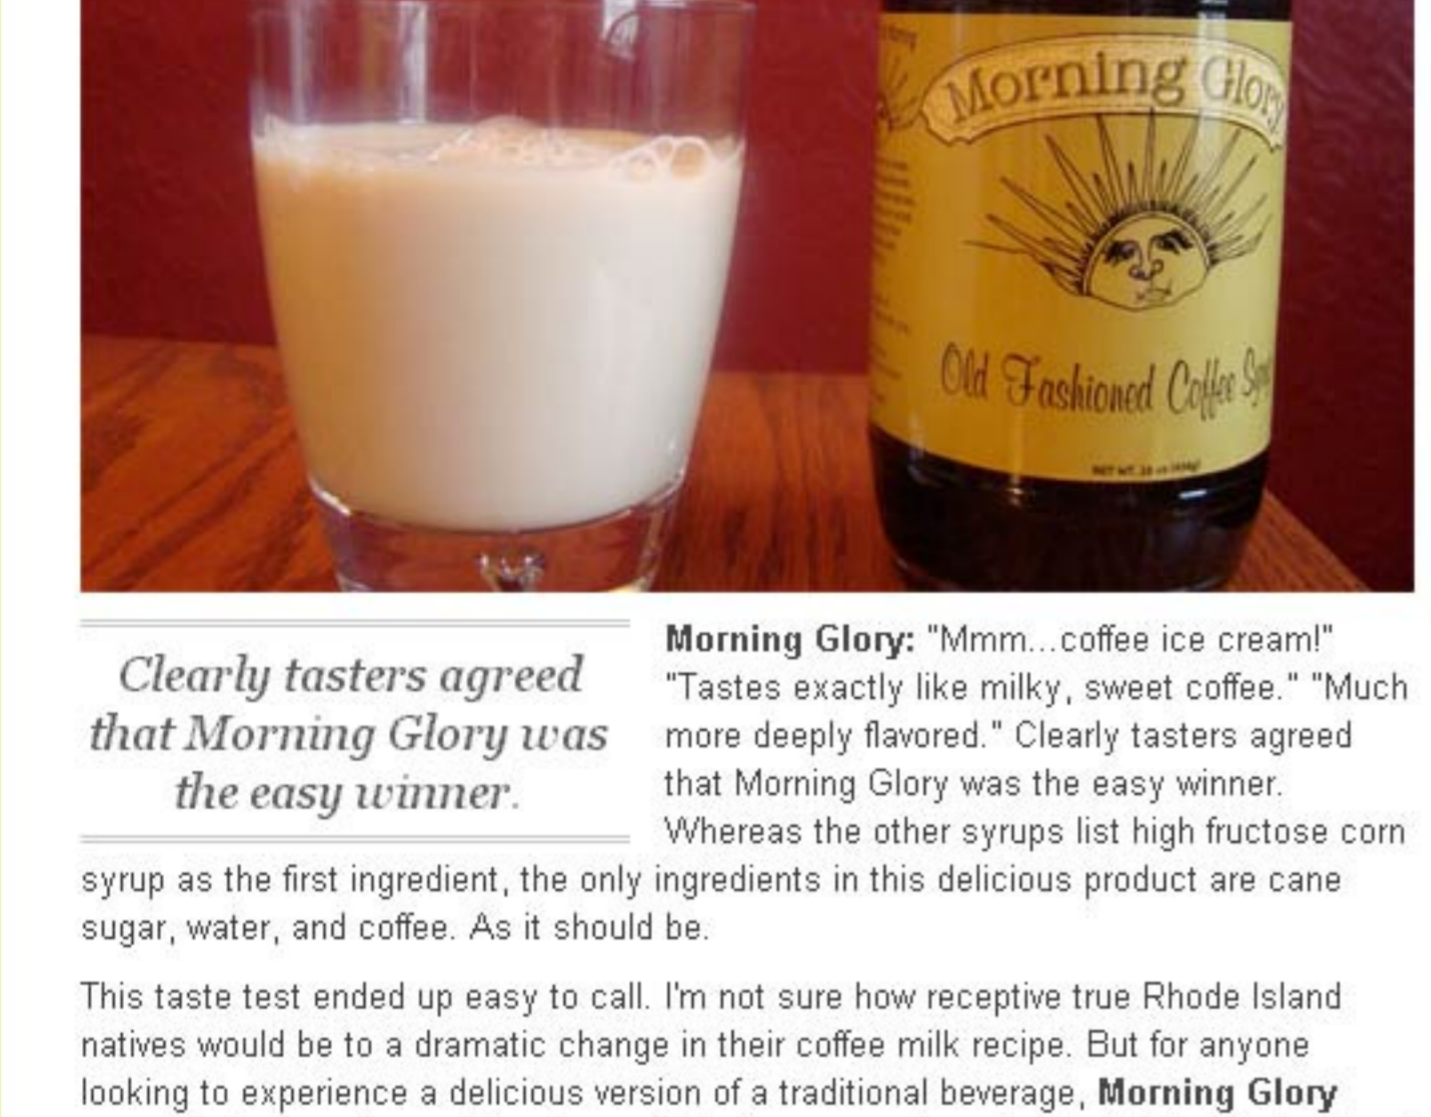 Morning Glory
Old Fashioned Coffee
Clearly tasters agreed
that Morning Glory was
the easy winner.
Morning Glory: "Mmm...coffee ice cream!"
"Tastes exactly like milky, sweet coffee." "Much
more deeply flavored." Clearly tasters agreed
that Morning Glory was the easy winner.
Whereas the other syrups list high fructose corn
syrup as the first ingredient, the only ingredients in this delicious product are cane
sugar, water, and coffee. As it should be.
This taste test ended up easy to call. I'm not sure how receptive true Rhode Island
natives would be to a dramatic change in their coffee milk recipe. But for anyone
looking to experience a delicious version of a traditional beverage, Morning Glory